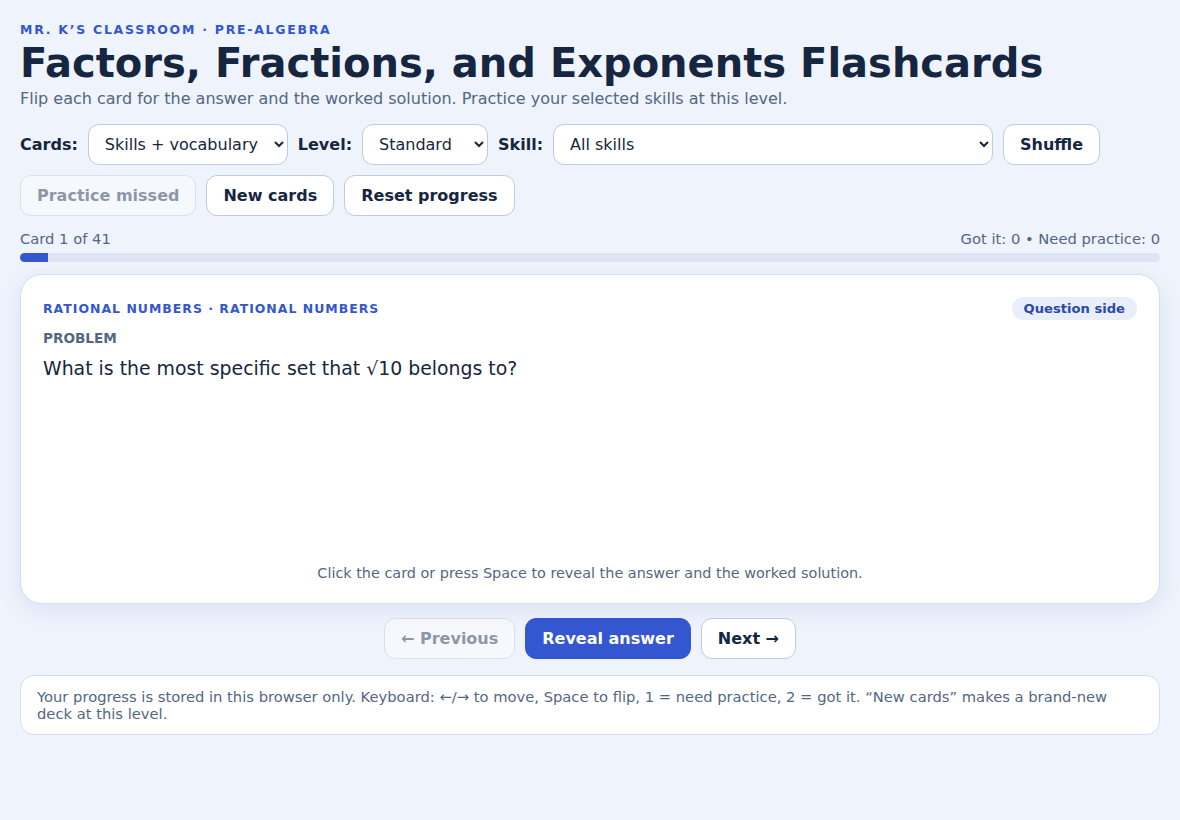 MR. K’S CLASSROOM · PRE-ALGEBRA
Factors, Fractions, and Exponents Flashcards
Flip each card for the answer and the worked solution. Practice your selected skills at this level.
Cards: Skills + vocabulary Level: Standard Skill: All skills Shuffle
Practice missed New cards Reset progress
Card 1 of 41 Got it: 0 • Need practice: 0
RATIONAL NUMBERS · RATIONAL NUMBERS Question side
PROBLEM
What is the most specific set that √10 belongs to?
Click the card or press Space to reveal the answer and the worked solution.
← Previous Reveal answer Next →
Your progress is stored in this browser only. Keyboard: ←/→ to move, Space to flip, 1 = need practice, 2 = got it. “New cards” makes a brand-new
deck at this level.